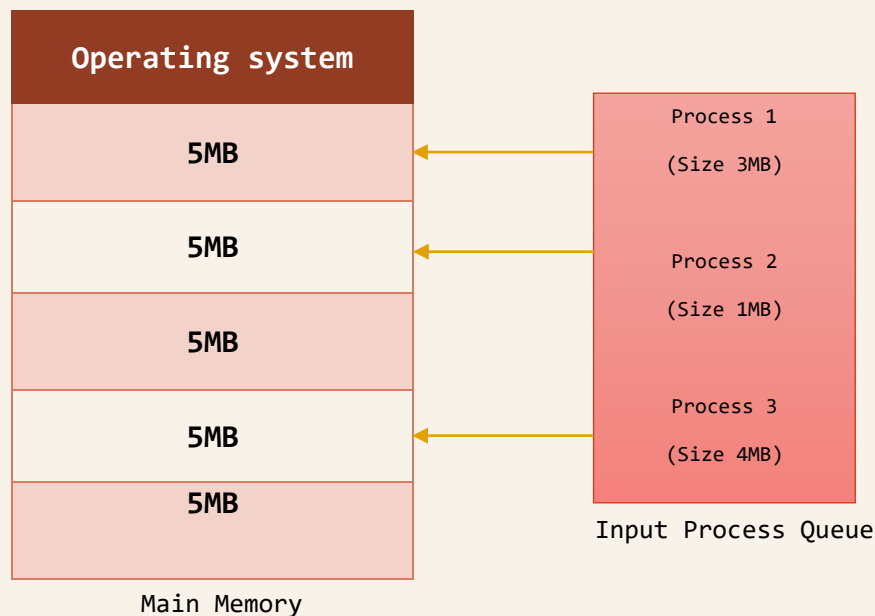 Operating system
5MB
5MB
5MB
5MB
5MB
Main Memory
Process 1
(Size 3MB)
Process 2
(Size 1MB)
Process 3
(Size 4MB)
Input Process Queue